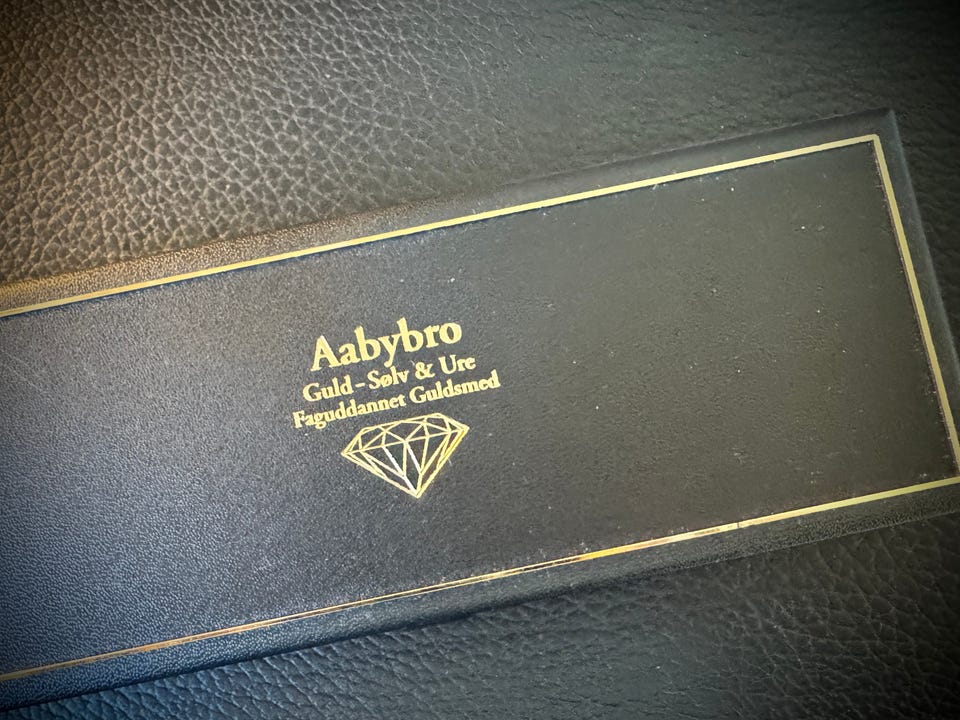 Aabybro
Guld - Sølv & Ure
Faguddannet Guldsmed